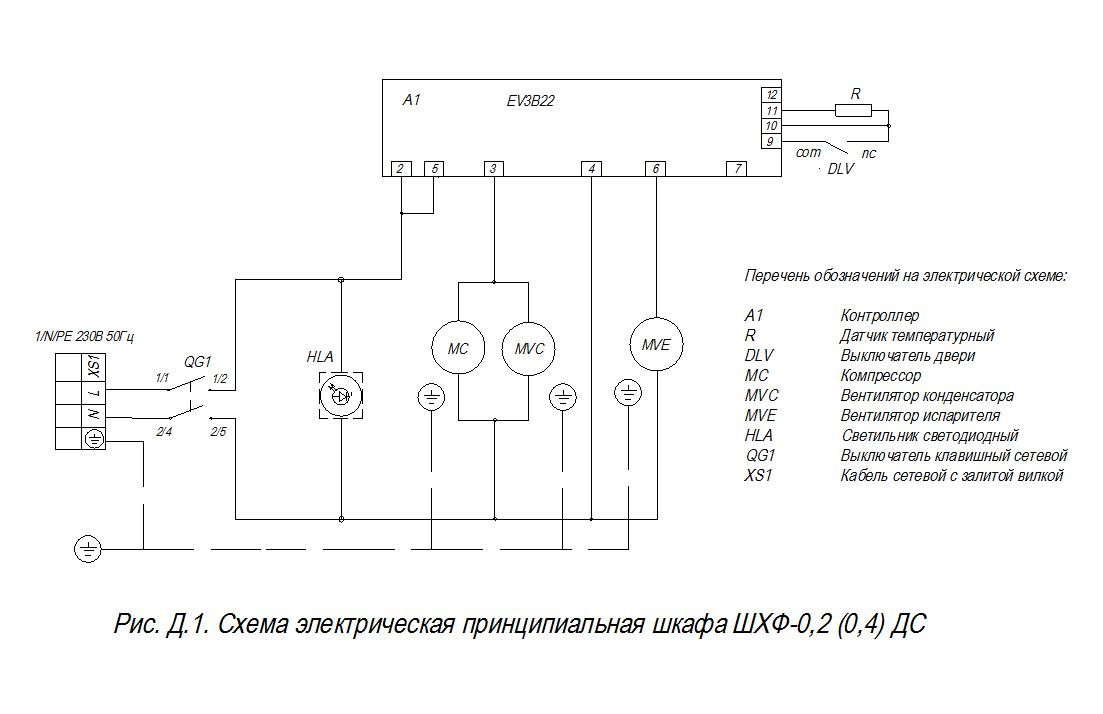 A1 EV3B22
12
11
10
9
R
com nc
DLV
2 5 3 4 6 7
Перечень обозначений на электрической схеме:
A1 Контроллер
R Датчик температурный
DLV Выключатель двери
MC Компрессор
MVC Вентилятор конденсатора
MVE Вентилятор испарителя
HLA Светильник светодиодный
QG1 Выключатель клавишный сетевой
XS1 Кабель сетевой с залитой вилкой
1/N/PE 230В 50Гц
XS1
L
N
QG1
1/1 1/2
2/4 2/5
HLA
MC MVC MVE
Рис. Д.1. Схема электрическая принципиальная шкафа ШХФ-0,2 (0,4) ДС